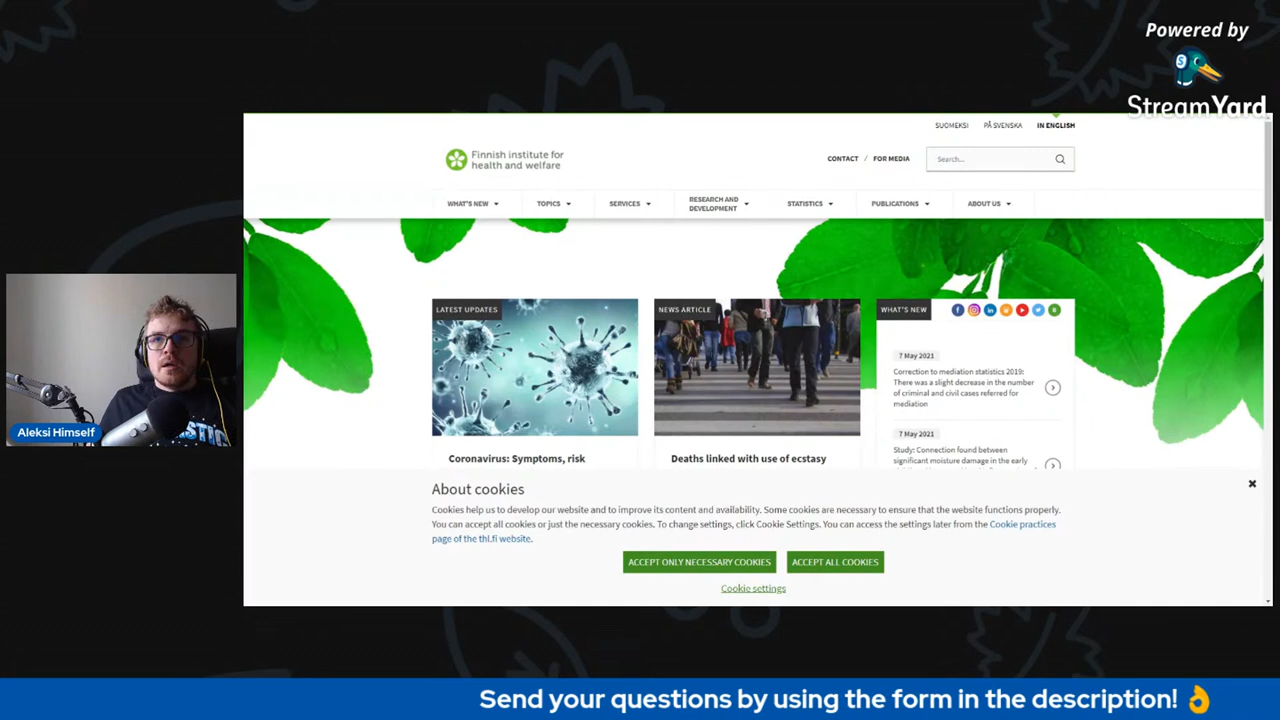 Powered by
StreamYard
SUOMEKSI PÅ SVENSKA IN ENGLISH
Finnish institute for
health and welfare
CONTACT / FOR MEDIA
Search...
WHAT'S NEW TOPICS SERVICES RESEARCH AND DEVELOPMENT STATISTICS PUBLICATIONS ABOUT US
LATEST UPDATES
Coronavirus: Symptoms, risk
NEWS ARTICLE
Deaths linked with use of ecstasy
WHAT'S NEW
7 May 2021
Correction to mediation statistics 2019:
There was a slight decrease in the number
of criminal and civil cases referred for
mediation
7 May 2021
Study: Connection found between
significant moisture damage in the early
About cookies
Cookies help us to develop our website and to improve its content and availability. Some cookies are necessary to ensure that the website functions properly.
You can accept all cookies or just the necessary cookies. To change settings, click Cookie Settings. You can access the settings later from the Cookie practices
page of the thl.fi website.
ACCEPT ONLY NECESSARY COOKIES ACCEPT ALL COOKIES
Cookie settings
Aleksi Himself
Send your questions by using the form in the description! 👌